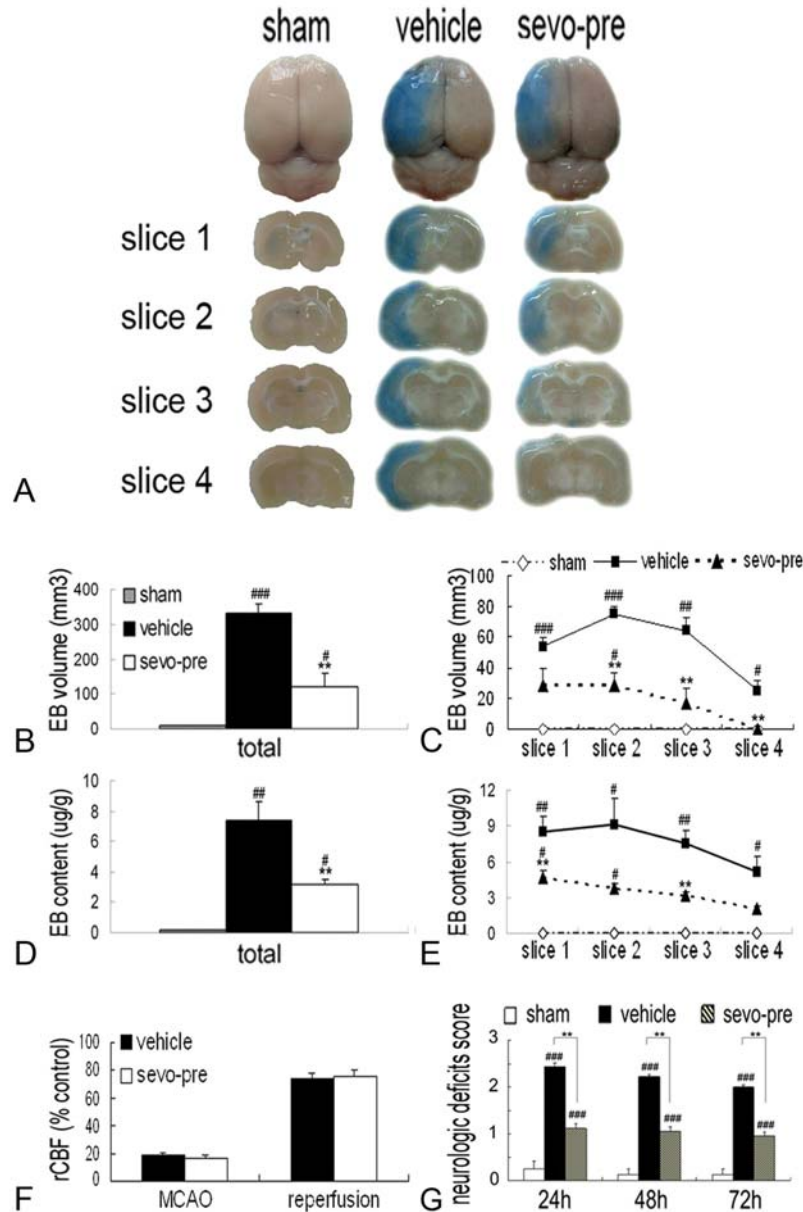 sham vehicle sevo-pre
slice 1
slice 2
slice 3
slice 4
A
EB volume (mm3)
400
300
200
100
0
sham
vehicle
sevo-pre
###
#
**
total
B
sham vehicle sevo-pre
EB volume (mm3)
100
80
60
40
20
0
###
###
##
#
#
**
**
**
slice 1 slice 2 slice 3 slice 4
C
EB content (ug/g)
10
8
6
4
2
0
##
#
**
total
D
EB content (ug/g)
12
9
6
3
0
##
#
##
#
#
**
#
**
slice 1 slice 2 slice 3 slice 4
E
rCBF (% control)
100
80
60
40
20
0
vehicle
sevo-pre
MCAO reperfusion
F
sham vehicle sevo-pre
neurologic deficits score
3
2
1
0
** ** **
### ### ###
### ### ###
24h 48h 72h
G